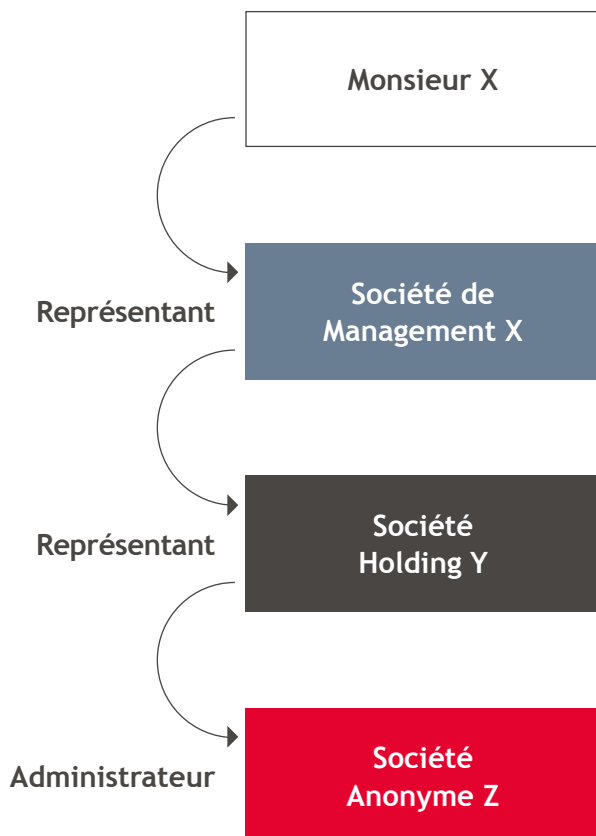 Monsieur X
Représentant
Société de
Management X
Représentant
Société
Holding Y
Administrateur
Société
Anonyme Z